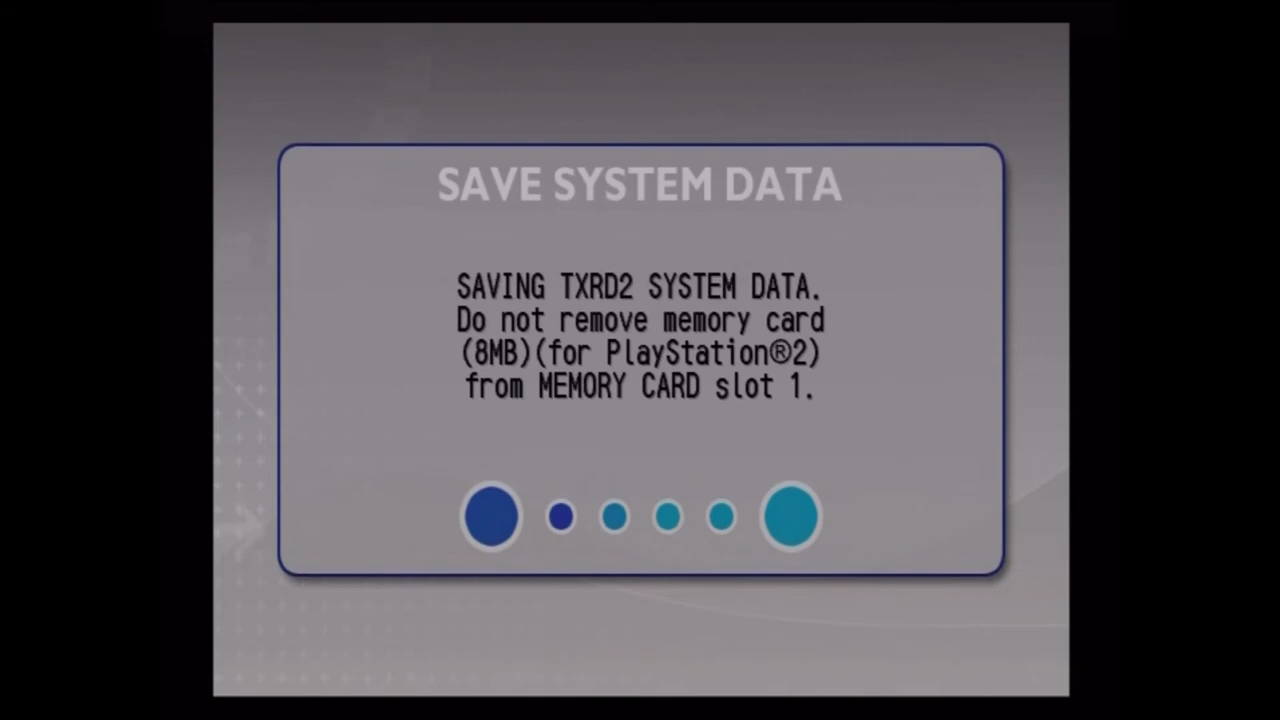 SAVE SYSTEM DATA
SAVING TXRD2 SYSTEM DATA.
Do not remove memory card
(8MB)(for PlayStation®2)
from MEMORY CARD slot 1.